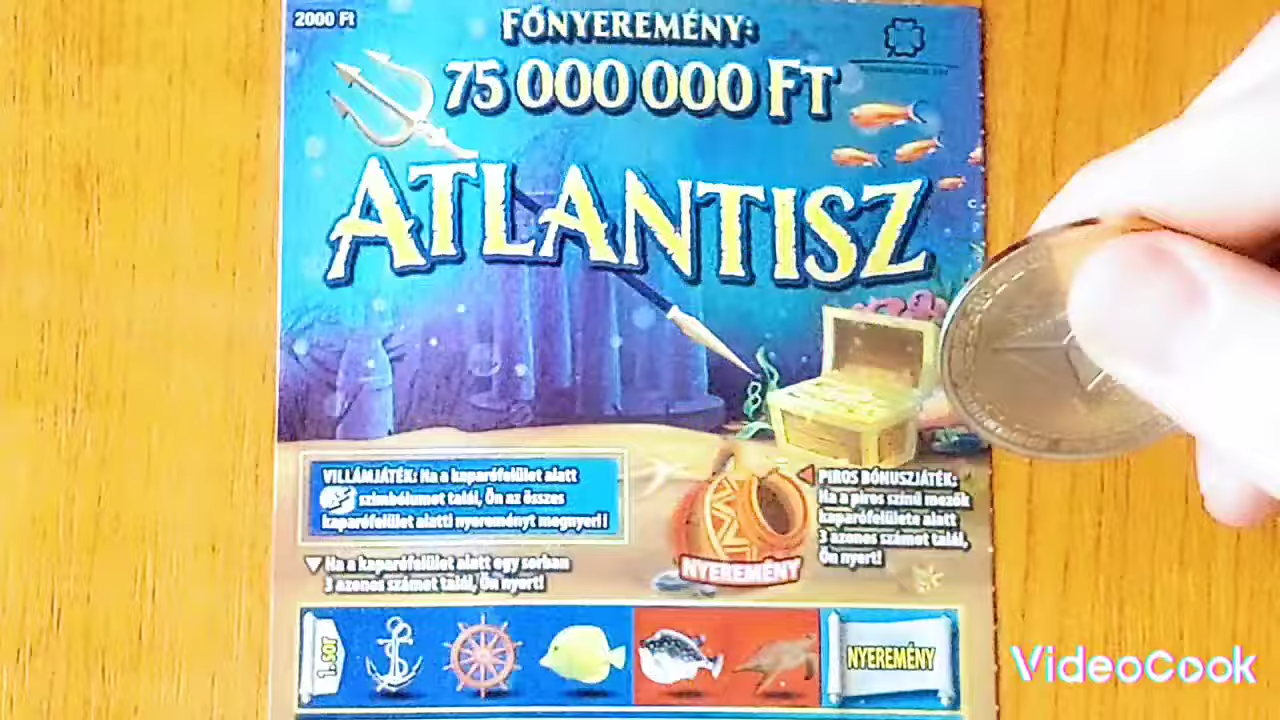 2000 Ft
FŐNYEREMÉNY:
75 000 000 FT
ATLANTISZ
VILLÁMJÁTÉK: Ha a kaparófelület alatt
szimbólumot talál, Ön az összes
kaparófelület alatti nyereményt megnyeri!
PIROS BÓNUSZJÁTÉK:
Ha a piros színű mezők
kaparófelülete alatt
3 azonos számot talál,
Ön nyert!
NYEREMÉNY
Ha a kaparófelület alatt egy sorban
3 azonos számot talál, Ön nyert!
1. SOR
NYEREMÉNY
VideoCook